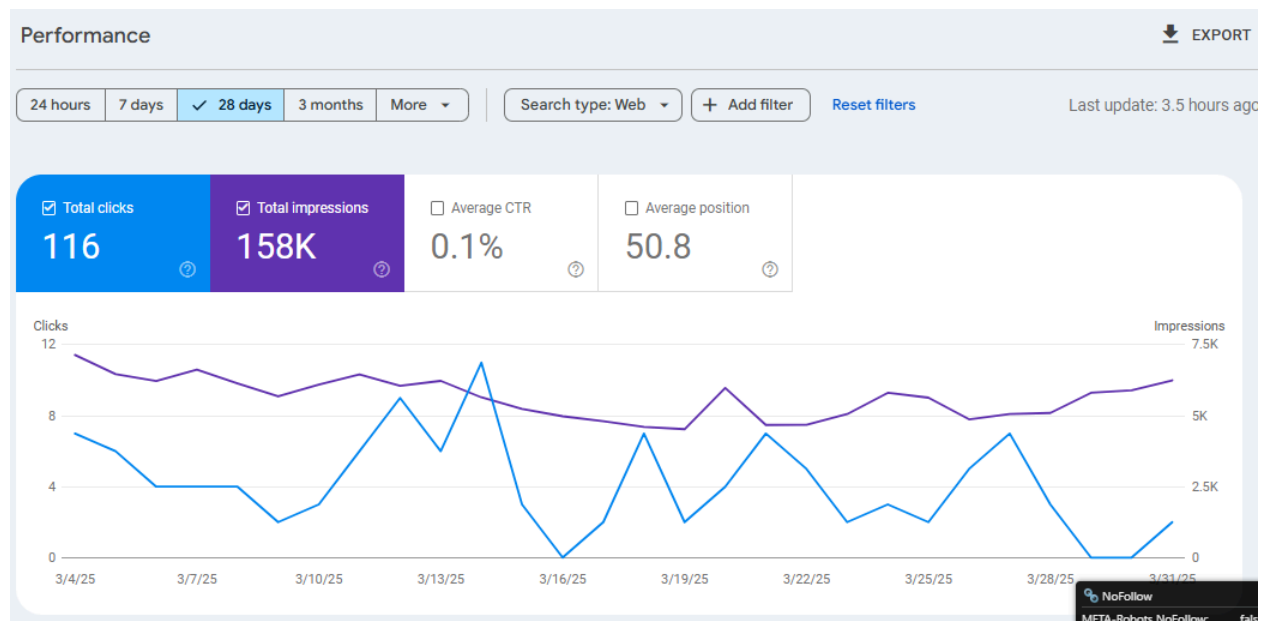 Performance
EXPORT
24 hours 7 days 28 days 3 months More
Search type: Web + Add filter Reset filters Last update: 3.5 hours ago
Total clicks Total impressions Average CTR Average position
116 158K 0.1% 50.8
Clicks Impressions
12 7.5K
8 5K
4 2.5K
0 0
3/4/25 3/7/25 3/10/25 3/13/25 3/16/25 3/19/25 3/22/25 3/25/25 3/28/25 3/31/25
NoFollow
META-Robots NoFollow: fals